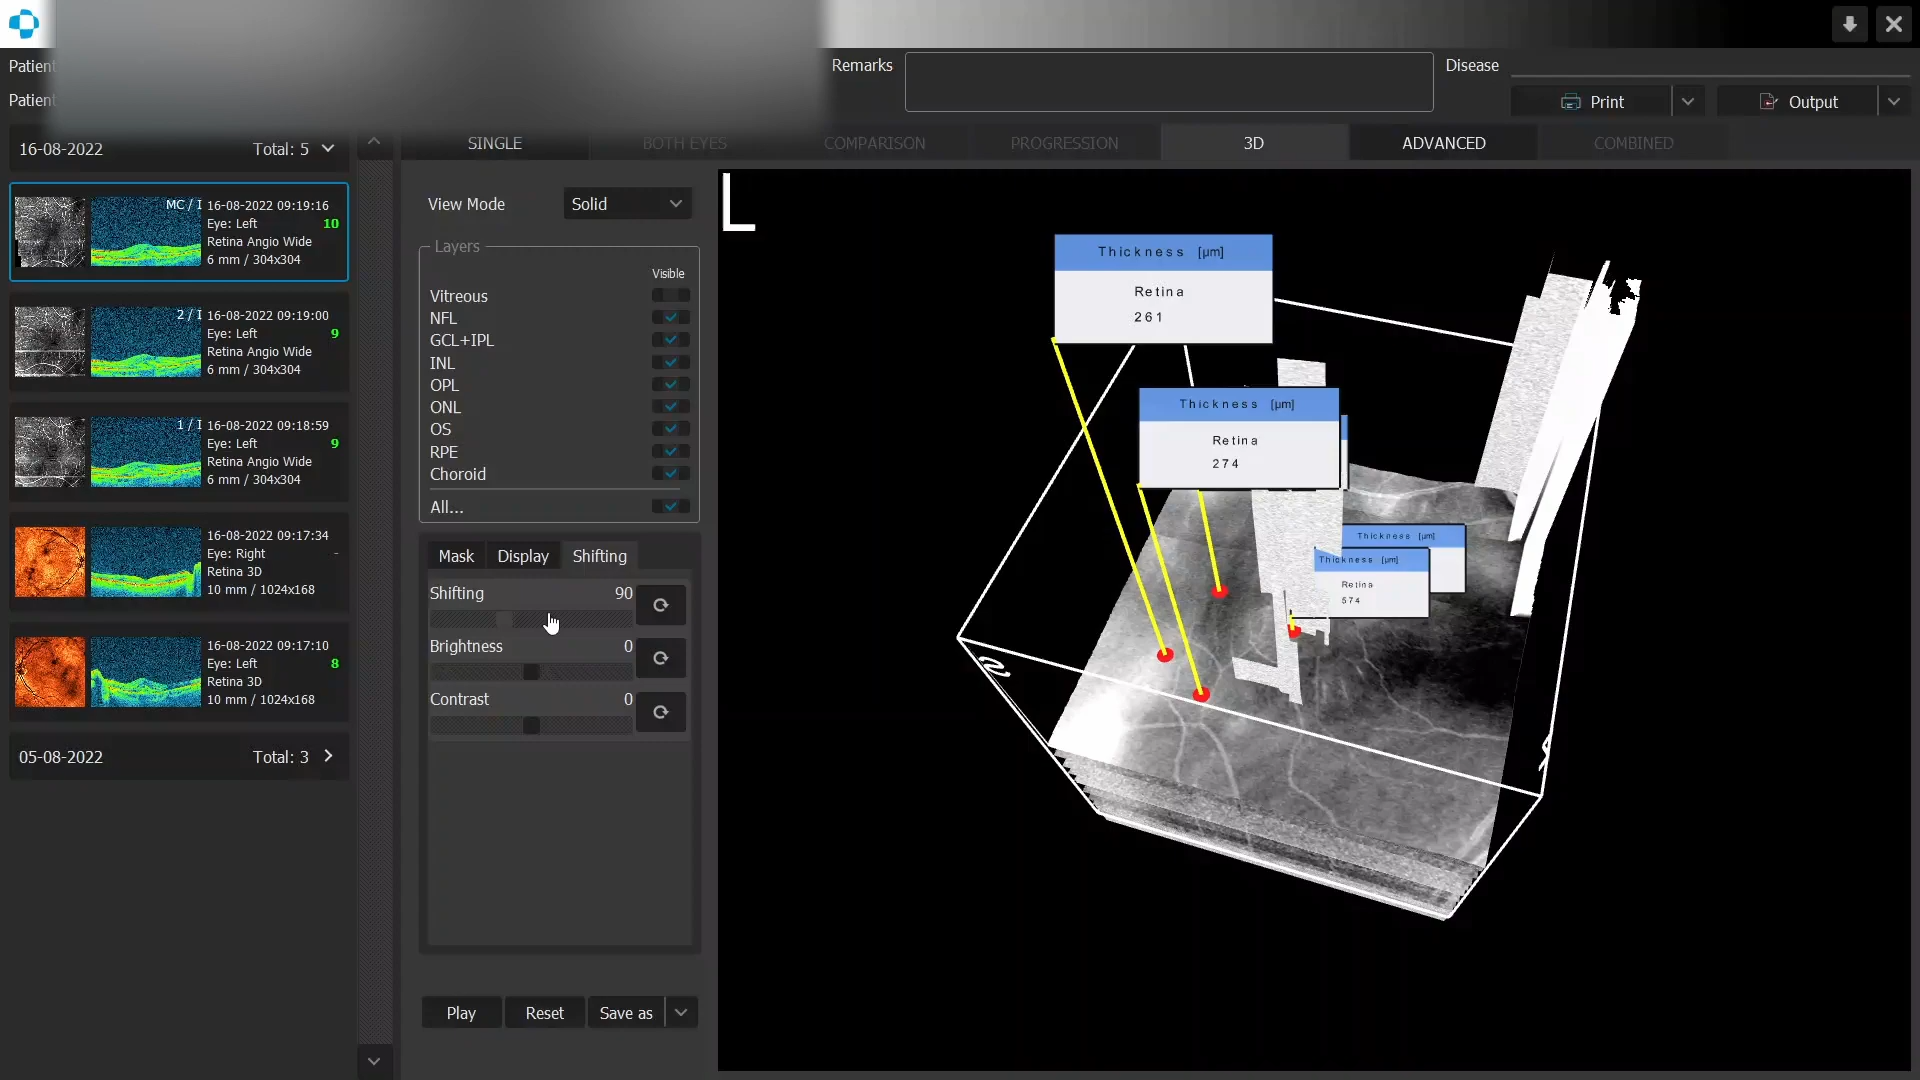 Patient
Patient
Remarks
Disease
Print
Output
16-08-2022 Total: 5
SINGLE
BOTH EYES
COMPARISON
PROGRESSION
3D
ADVANCED
COMBINED
MC / I
16-08-2022 09:19:16
Eye: Left 10
Retina Angio Wide
6 mm / 304x304
2 / I
16-08-2022 09:19:00
Eye: Left 9
Retina Angio Wide
6 mm / 304x304
1 / I
16-08-2022 09:18:59
Eye: Left 9
Retina Angio Wide
6 mm / 304x304
16-08-2022 09:17:34
Eye: Right -
Retina 3D
10 mm / 1024x168
16-08-2022 09:17:10
Eye: Left 8
Retina 3D
10 mm / 1024x168
05-08-2022 Total: 3
View Mode Solid
Layers
Visible
Vitreous
NFL
GCL+IPL
INL
OPL
ONL
OS
RPE
Choroid
All...
Mask Display Shifting
Shifting 90
Brightness 0
Contrast 0
Play Reset Save as
L
Thickness [µm]
Retina
261
Thickness [µm]
Retina
274
Thickness [µm]
Thickness [µm]
Retina
574